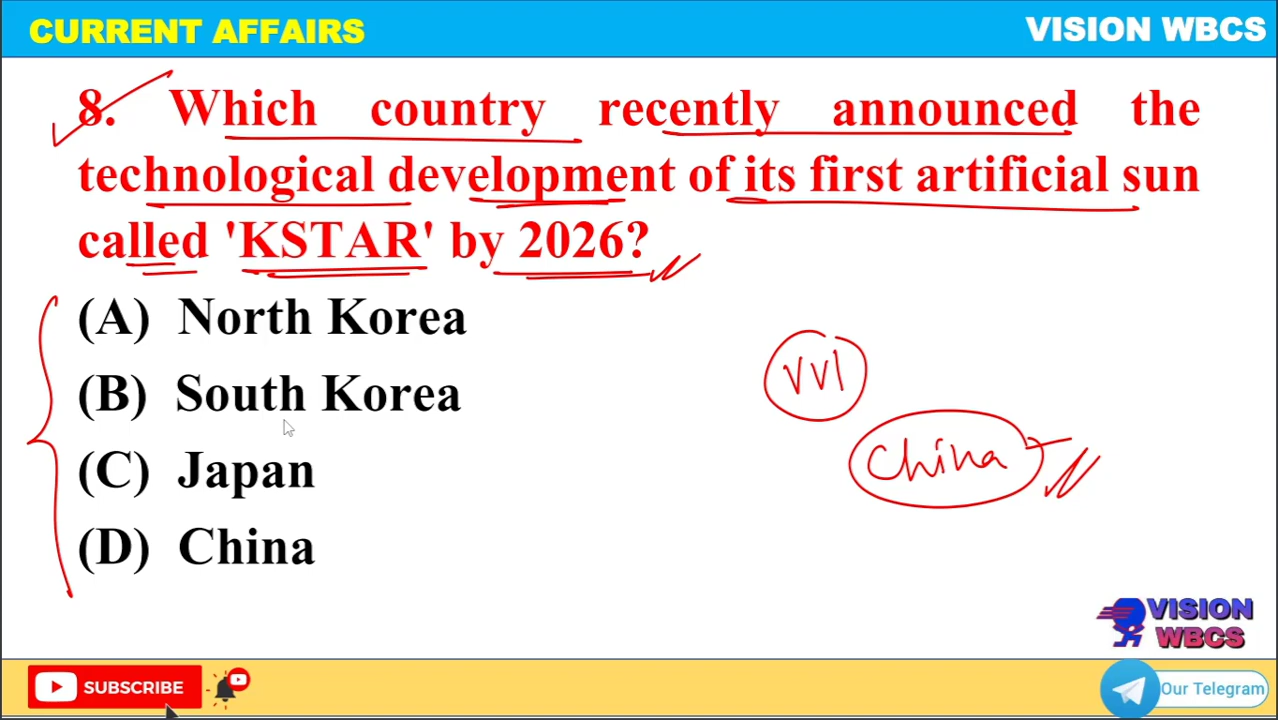 CURRENT AFFAIRS
VISION WBCS
8. Which country recently announced the
technological development of its first artificial sun
called 'KSTAR' by 2026?
(A) North Korea
(B) South Korea
(C) Japan
(D) China
VVI
China
VISION
WBCS
SUBSCRIBE
Our Telegram